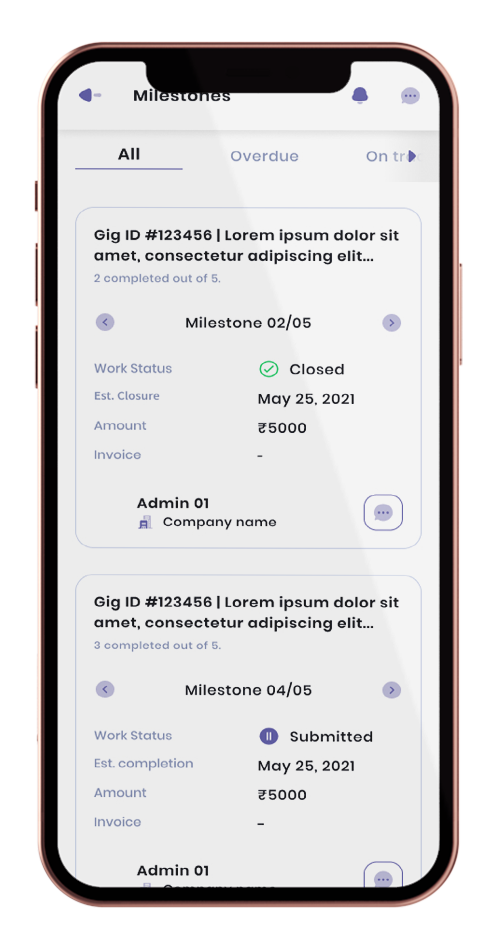 Milestones
All
Overdue
On tr
Gig ID #123456 | Lorem ipsum dolor sit
amet, consectetur adipiscing elit...
2 completed out of 5.
Milestone 02/05
Work Status
Closed
Est. Closure
May 25, 2021
Amount
₹5000
Invoice
-
Admin 01
Company name
Gig ID #123456 | Lorem ipsum dolor sit
amet, consectetur adipiscing elit...
3 completed out of 5.
Milestone 04/05
Work Status
Submitted
Est. completion
May 25, 2021
Amount
₹5000
Invoice
–
Admin 01
Company name